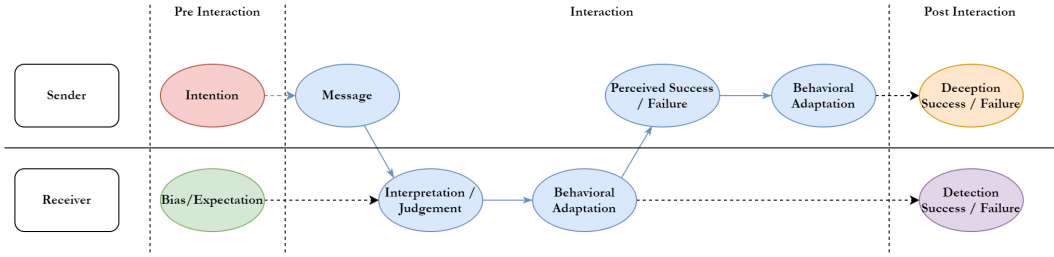 Pre Interaction
Interaction
Post Interaction
Sender
Intention
Message
Perceived Success
/ Failure
Behavioral
Adaptation
Deception
Success / Failure
Receiver
Bias/Expectation
Interpretation /
Judgement
Behavioral
Adaptation
Detection
Success / Failure